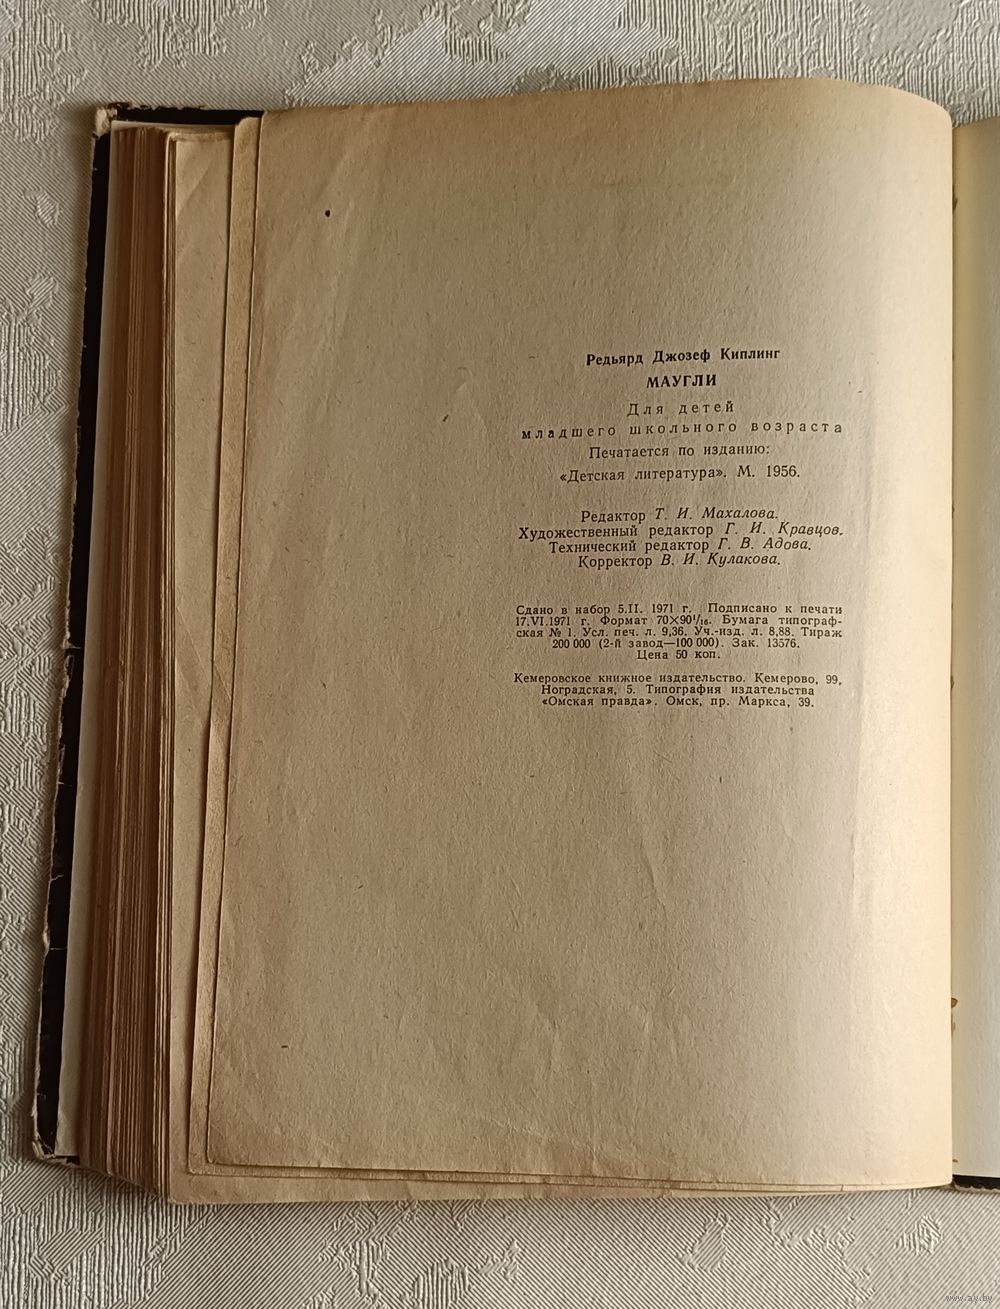 Редьярд Джозеф Киплинг
МАУГЛИ
Для детей
младшего школьного возраста
Печатается по изданию:
«Детская литература». М. 1956.
Редактор Т. И. Махалова.
Художественный редактор Г. И. Кравцов.
Технический редактор Г. В. Адова.
Корректор В. И. Кулакова.
Сдано в набор 5.II. 1971 г. Подписано к печати
17.VI.1971 г. Формат 70×90¹/₁₆. Бумага типограф-
ская № 1. Усл. печ. л. 9,36. Уч.-изд. л. 8,88. Тираж
200 000 (2-й завод—100 000). Зак. 13576.
Цена 50 коп.
Кемеровское книжное издательство. Кемерово, 99,
Ноградская, 5. Типография издательства
«Омская правда». Омск, пр. Маркса, 39.
www.ay.by